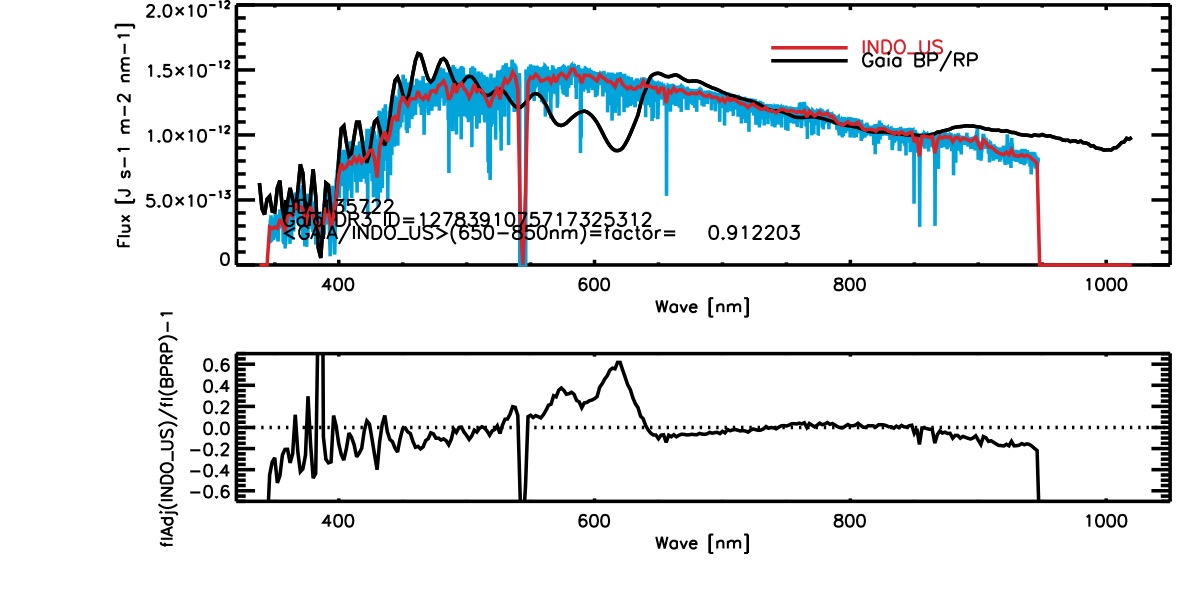 2.0×10⁻¹²
1.5×10⁻¹²
1.0×10⁻¹²
5.0×10⁻¹³
0
Flux [J s−1 m−2 nm−1]
INDO_US
Gaia BP/RP
35722
Gaia DR3 ID=1278391075717325312
<GAIA/INDO_US>(650−850nm)=factor= 0.912203
400 600 800 1000
Wave [nm]
0.6
0.4
0.2
0.0
−0.2
−0.4
−0.6
flAdj(INDO_US)/fl(BPRP)−1
400 600 800 1000
Wave [nm]